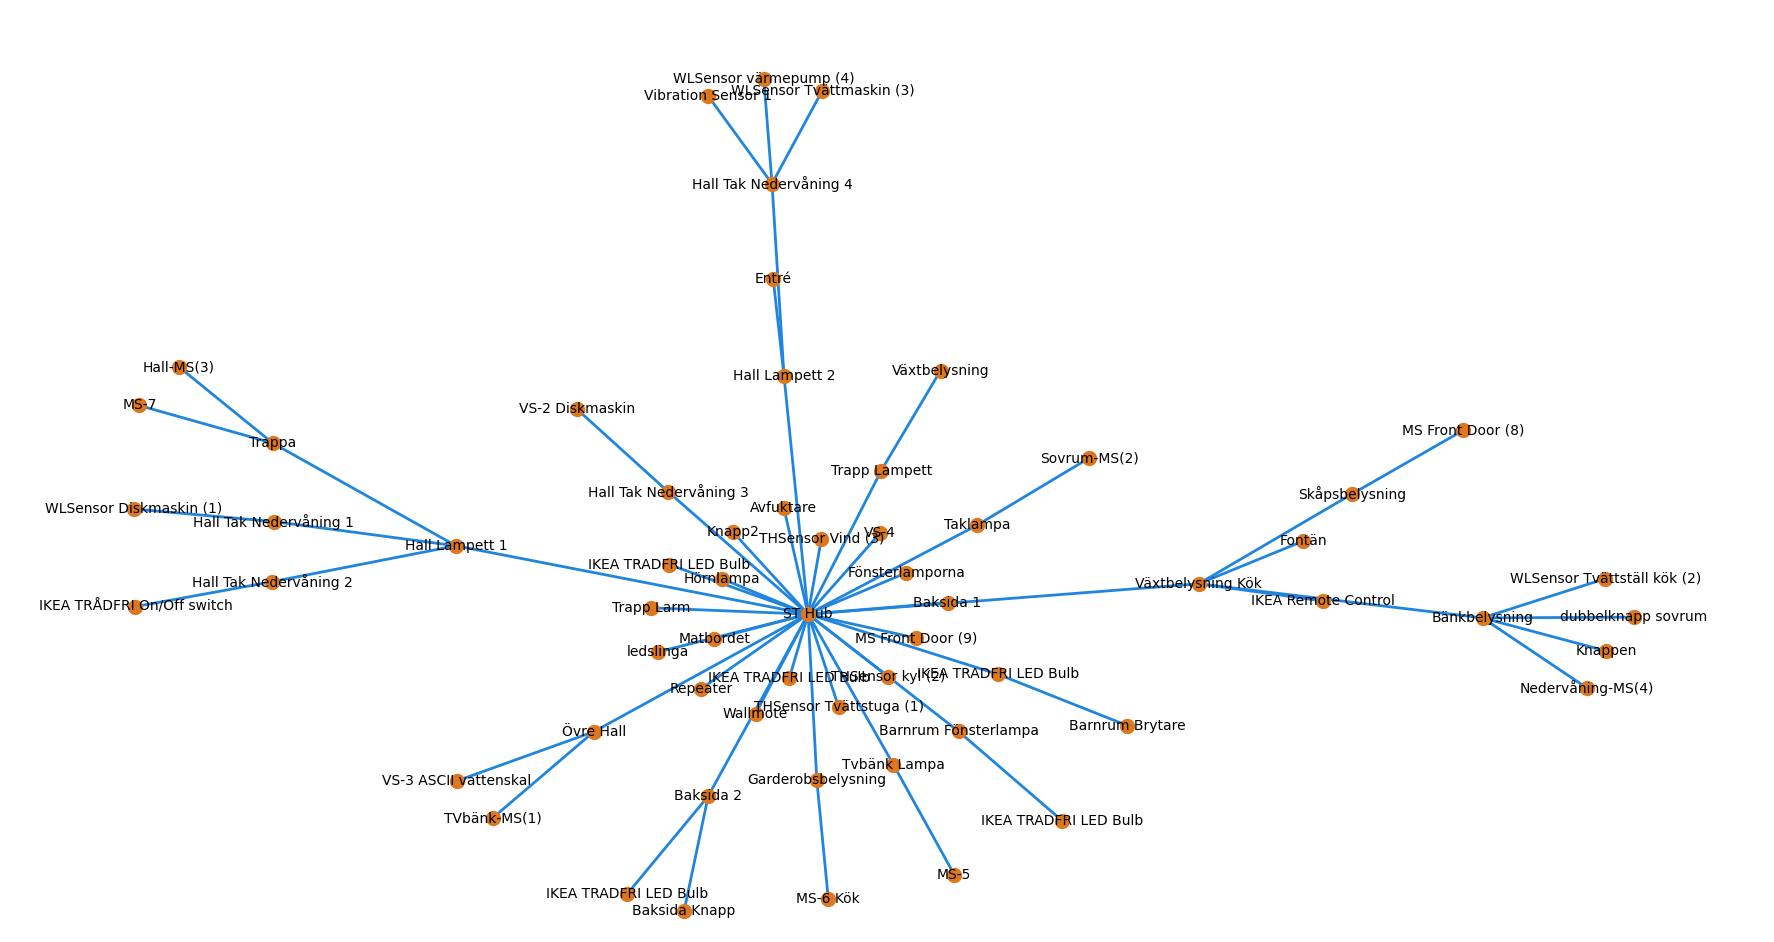 WLSensor värmepump (4)
WLSensor Tvättmaskin (3)
Vibration Sensor 1
Hall Tak Nedervåning 4
Entré
Hall-MS(3)
Växtbelysning
Hall Lampett 2
MS-7
VS-2 Diskmaskin
MS Front Door (8)
Trappa
Sovrum-MS(2)
Trapp Lampett
Hall Tak Nedervåning 3
Skåpsbelysning
WLSensor Diskmaskin (1)
Avfuktare
Hall Tak Nedervåning 1
Taklampa
Knapp2
VS-4
THSensor Vind (3)
Fontän
Hall Lampett 1
IKEA TRADFRI LED Bulb
Fönsterlamporna
Hörnlampa
WLSensor Tvättställ kök (2)
Hall Tak Nedervåning 2
Växtbelysning Kök
IKEA Remote Control
Baksida 1
IKEA TRÅDFRI On/Off switch
Trapp Larm
ST Hub
Bänkbelysning
dubbelknapp sovrum
Matbordet
MS Front Door (9)
ledslinga
Knappen
IKEA TRADFRI LED Bulb
THSensor kyl (2)
IKEA TRADFRI LED Bulb
Repeater
Nedervåning-MS(4)
THSensor Tvättstuga (1)
Wallmote
Barnrum Brytare
Övre Hall
Barnrum Fönsterlampa
Tvbänk Lampa
VS-3 ASCII vattenskal
Garderobsbelysning
Baksida 2
TVbänk-MS(1)
IKEA TRADFRI LED Bulb
MS-5
IKEA TRADFRI LED Bulb
MS-6 Kök
Baksida Knapp